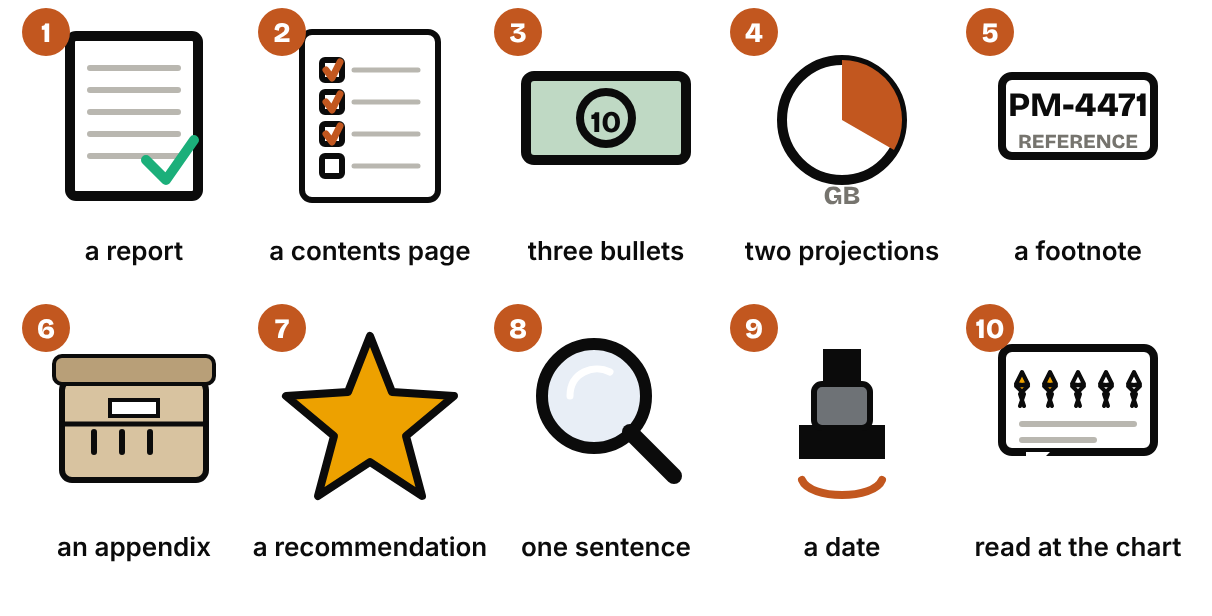 1
a report
2
a contents page
3
10
three bullets
4
GB
two projections
5
PM-4471
REFERENCE
a footnote
6
an appendix
7
a recommendation
8
one sentence
9
a date
10
read at the chart